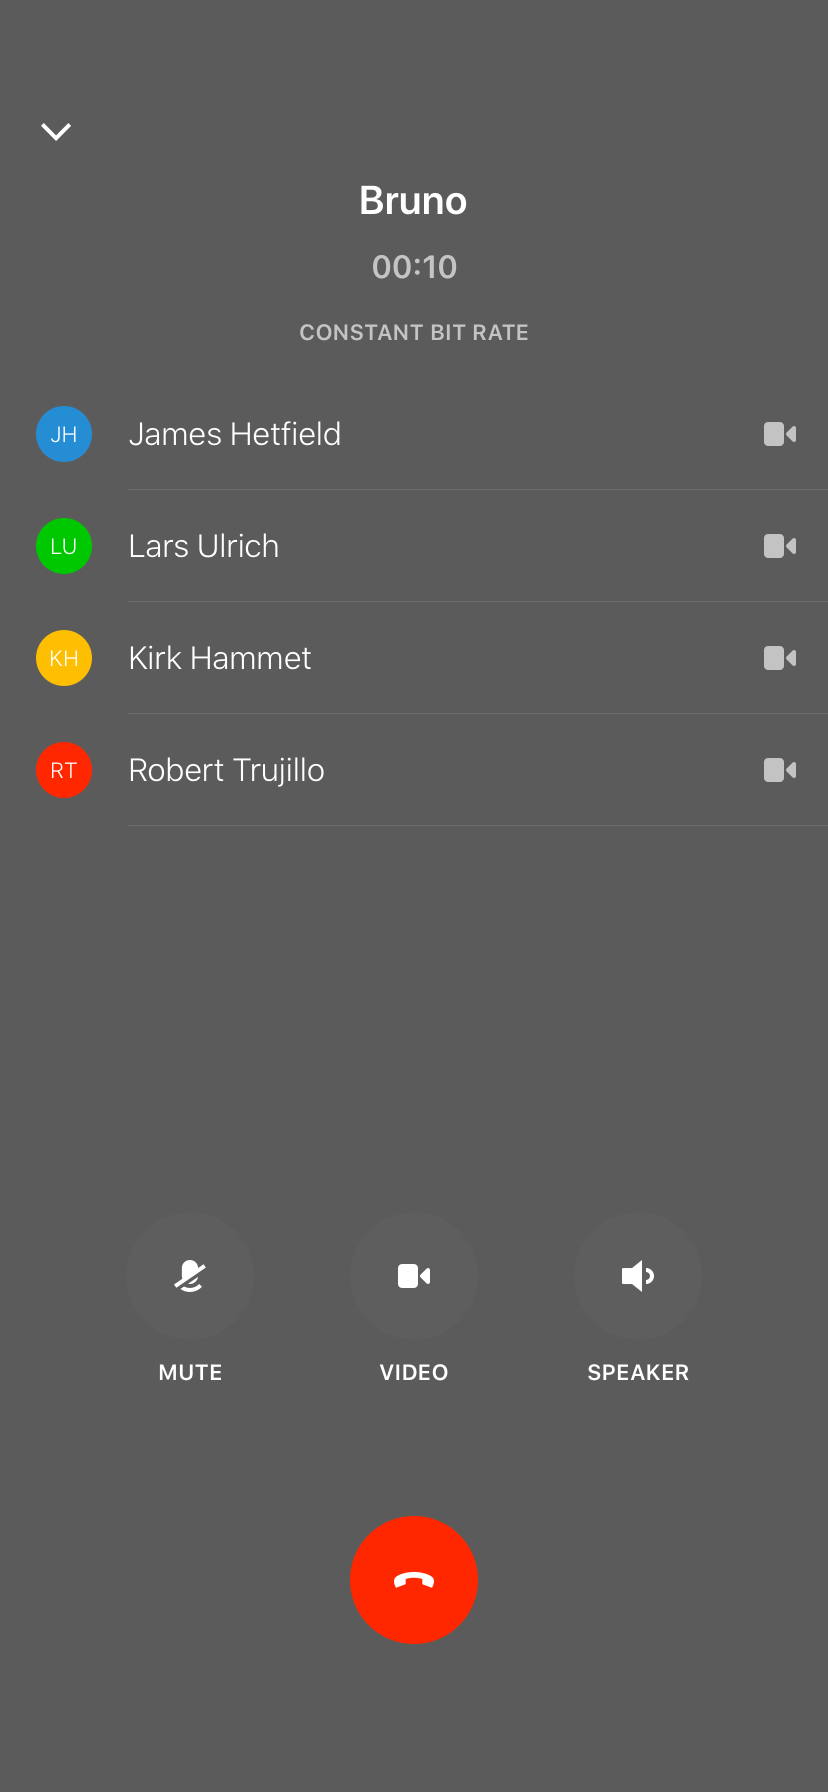 Bruno
00:10
CONSTANT BIT RATE
JH James Hetfield
LU Lars Ulrich
KH Kirk Hammet
RT Robert Trujillo
MUTE VIDEO SPEAKER